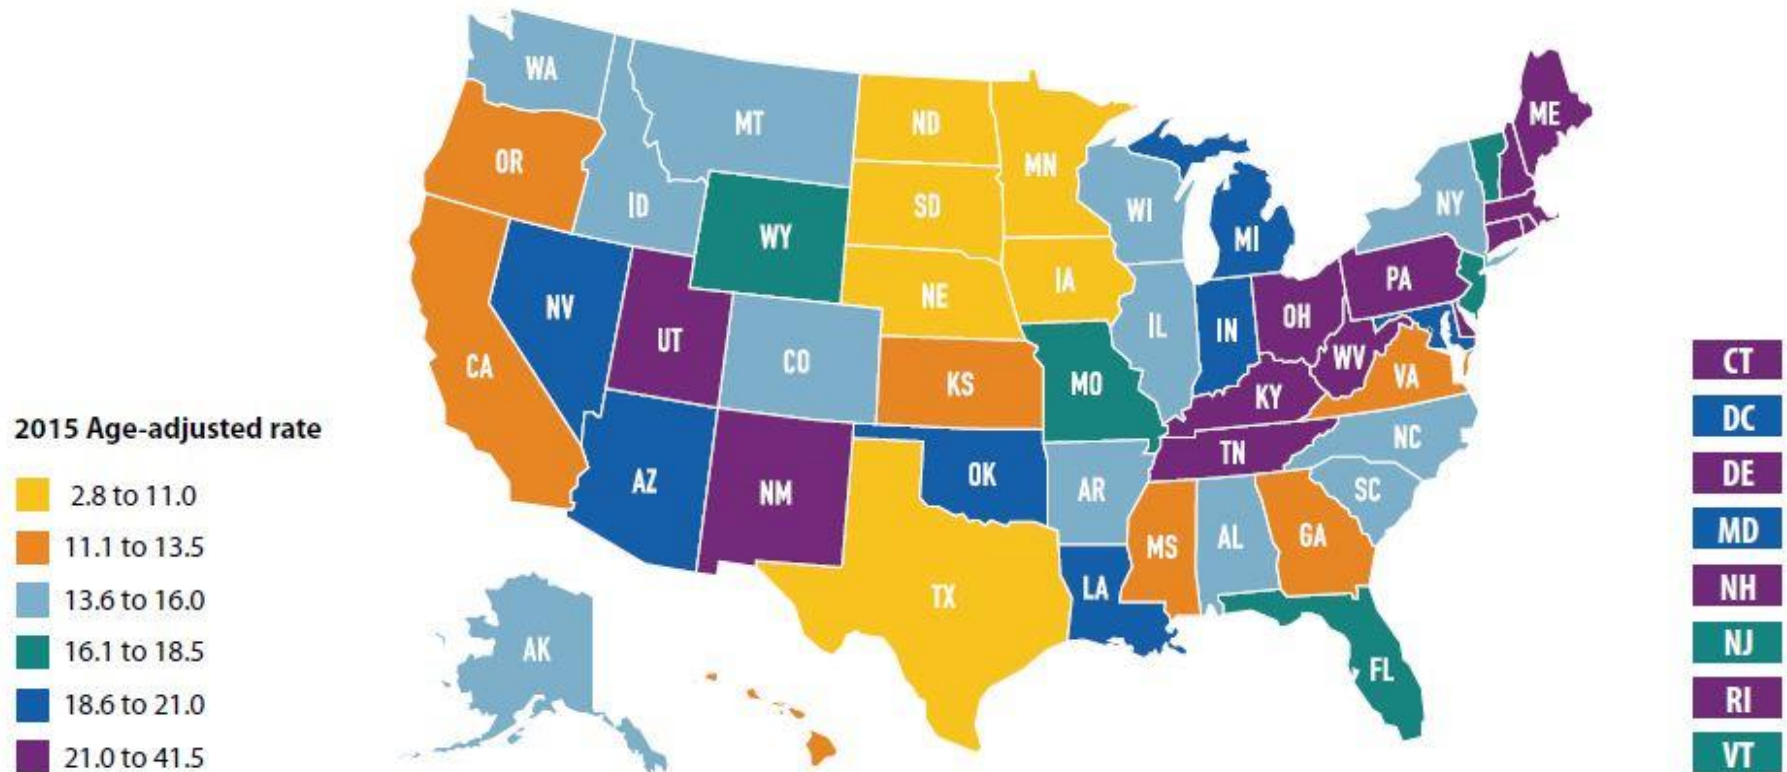 WA
MT
ND
MN
ME
OR
ID
SD
WI
NY
WY
MI
NE
IA
PA
NV
UT
CO
IL
IN
OH
WV
CA
KS
MO
KY
VA
AZ
NM
OK
AR
TN
NC
SC
MS
AL
GA
LA
TX
AK
FL
2015 Age-adjusted rate
2.8 to 11.0
11.1 to 13.5
13.6 to 16.0
16.1 to 18.5
18.6 to 21.0
21.0 to 41.5
CT
DC
DE
MD
NH
NJ
RI
VT